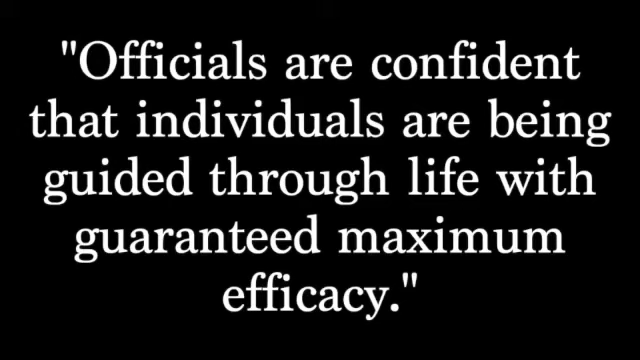 "Officials are confident
that individuals are being
guided through life with
guaranteed maximum
efficacy."